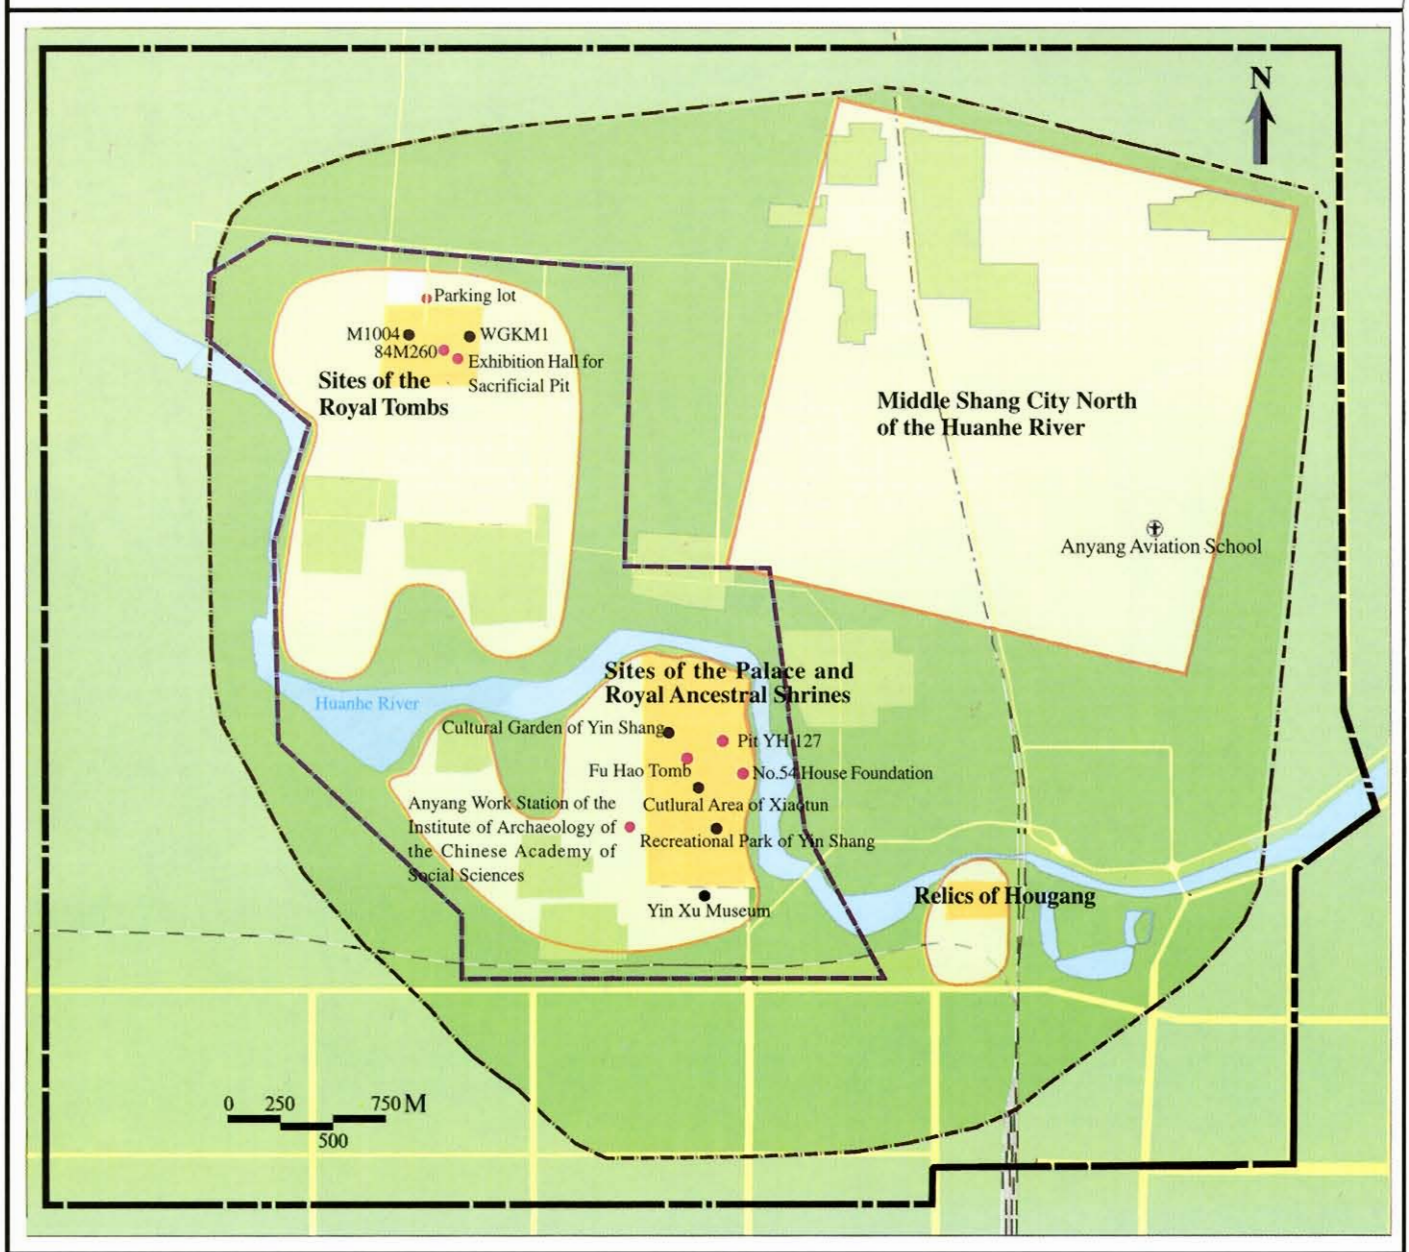 N
Parking lot
M1004
WGKM1
84M260
Exhibition Hall for
Sacrificial Pit
Sites of the
Royal Tombs
Middle Shang City North
of the Huanhe River
Anyang Aviation School
Sites of the Palace and
Royal Ancestral Shrines
Huanhe River
Cultural Garden of Yin Shang
Pit YH 127
Fu Hao Tomb
No.54 House Foundation
Anyang Work Station of the
Institute of Archaeology of
the Chinese Academy of
Social Sciences
Cutlural Area of Xiaotun
Recreational Park of Yin Shang
Yin Xu Museum
Relics of Hougang
0 250 750 M
500